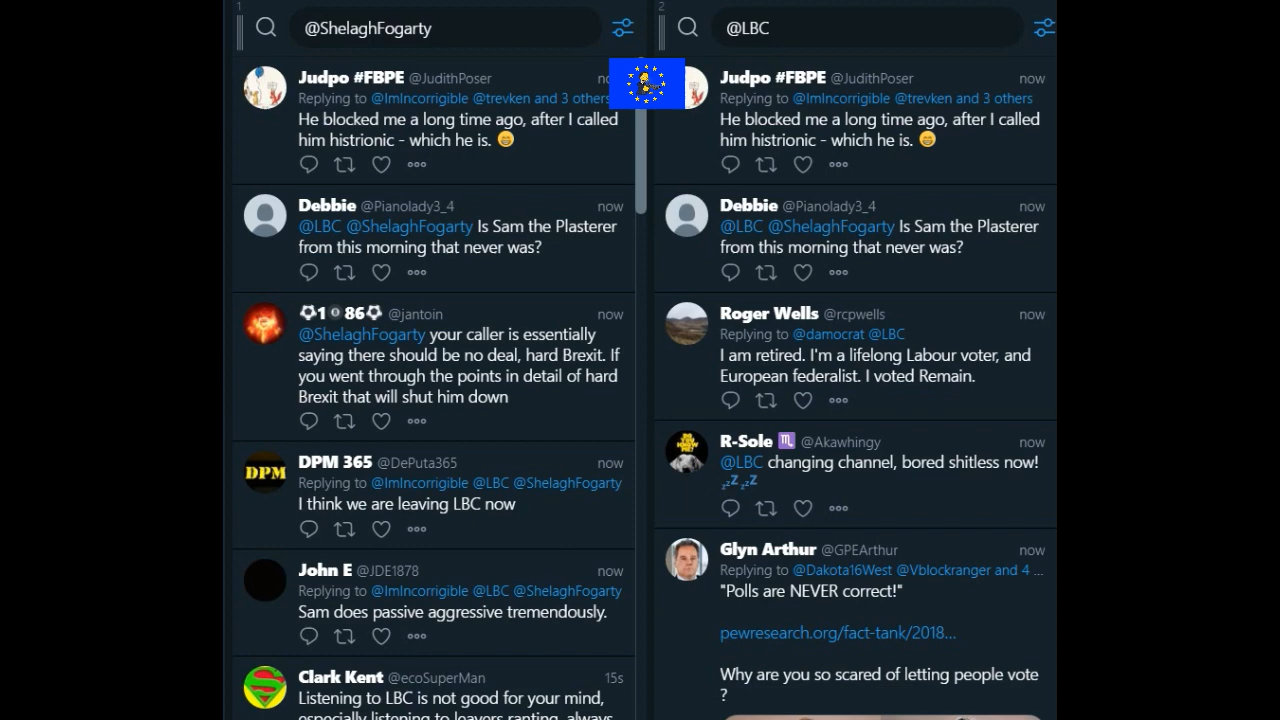 1
@ShelaghFogarty
Judpo #FBPE @JudithPoser
Replying to @ImIncorrigible @trevken and 3 others
He blocked me a long time ago, after I called
him histrionic - which he is. 😁
Debbie @Pianolady3_4 now
@LBC @ShelaghFogarty Is Sam the Plasterer
from this morning that never was?
⚽1🎱86⚽ @jantoin now
@ShelaghFogarty your caller is essentially
saying there should be no deal, hard Brexit. If
you went through the points in detail of hard
Brexit that will shut him down
DPM
DPM 365 @DePuta365 now
Replying to @ImIncorrigible @LBC @ShelaghFogarty
I think we are leaving LBC now
John E @JDE1878 now
Replying to @ImIncorrigible @LBC @ShelaghFogarty
Sam does passive aggressive tremendously.
Clark Kent @ecoSuperMan 15s
Listening to LBC is not good for your mind,
especially listening to leavers ranting, always
2
@LBC
Judpo #FBPE @JudithPoser now
Replying to @ImIncorrigible @trevken and 3 others
He blocked me a long time ago, after I called
him histrionic - which he is. 😁
Debbie @Pianolady3_4 now
@LBC @ShelaghFogarty Is Sam the Plasterer
from this morning that never was?
Roger Wells @rcpwells now
Replying to @damocrat @LBC
I am retired. I'm a lifelong Labour voter, and
European federalist. I voted Remain.
R-Sole ♏ @Akawhingy now
@LBC changing channel, bored shitless now!
💤💤
Glyn Arthur @GPEArthur now
Replying to @Dakota16West @Vblockranger and 4 ...
"Polls are NEVER correct!"
pewresearch.org/fact-tank/2018...
Why are you so scared of letting people vote
?